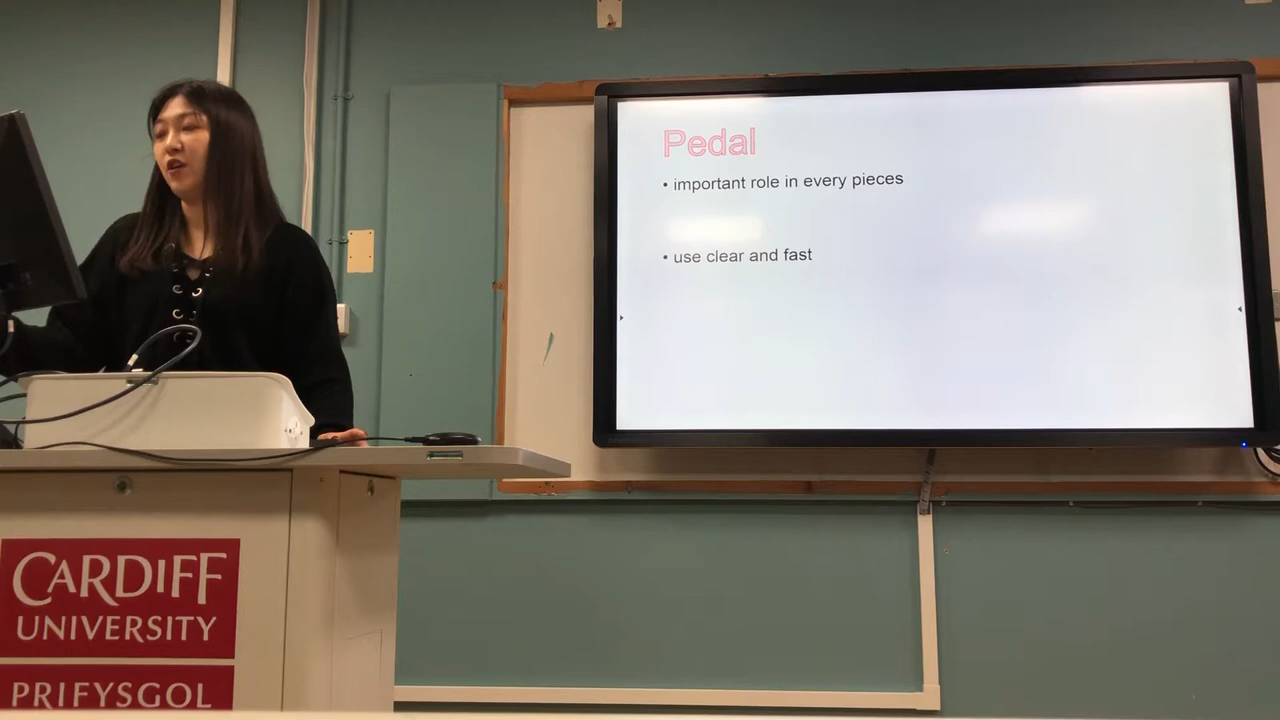 Pedal
• important role in every pieces
• use clear and fast
CARDIFF
UNIVERSITY
PRIFYSGOL